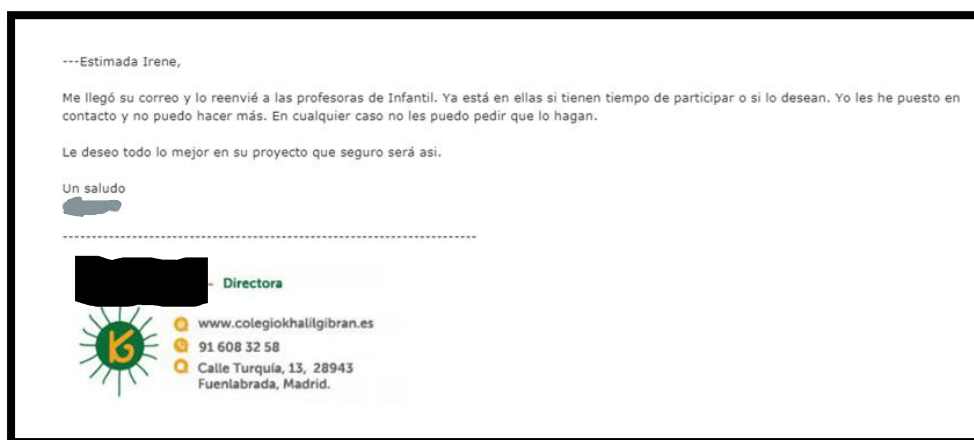 ---Estimada Irene,
Me llegó su correo y lo reenvié a las profesoras de Infantil. Ya está en ellas si tienen tiempo de participar o si lo desean. Yo les he puesto en
contacto y no puedo hacer más. En cualquier caso no les puedo pedir que lo hagan.
Le deseo todo lo mejor en su proyecto que seguro será asi.
Un saludo
-----------------------------------------------------------------------
- Directora
www.colegiokhalilgibran.es
91 608 32 58
Calle Turquía, 13, 28943
Fuenlabrada, Madrid.